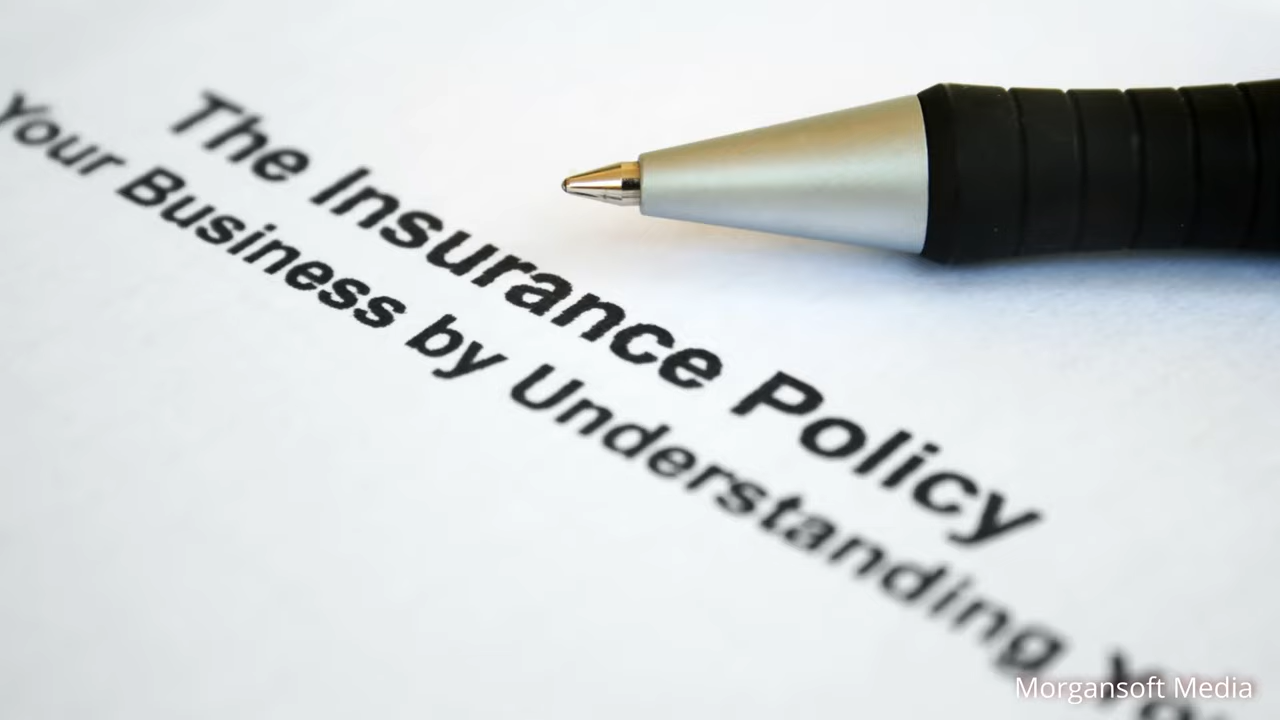 The Insurance Policy
Your Business by Understanding
Morgansoft Media